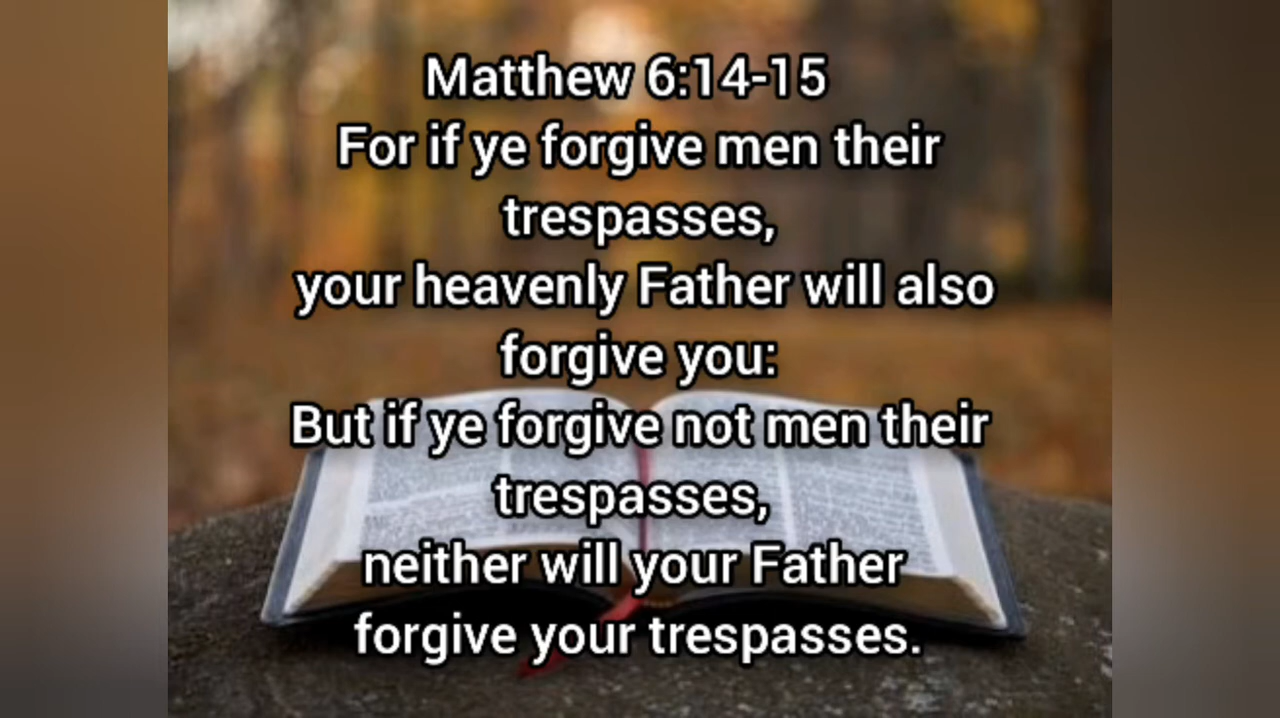 Matthew 6:14-15
For if ye forgive men their
trespasses,
your heavenly Father will also
forgive you:
But if ye forgive not men their
trespasses,
neither will your Father
forgive your trespasses.